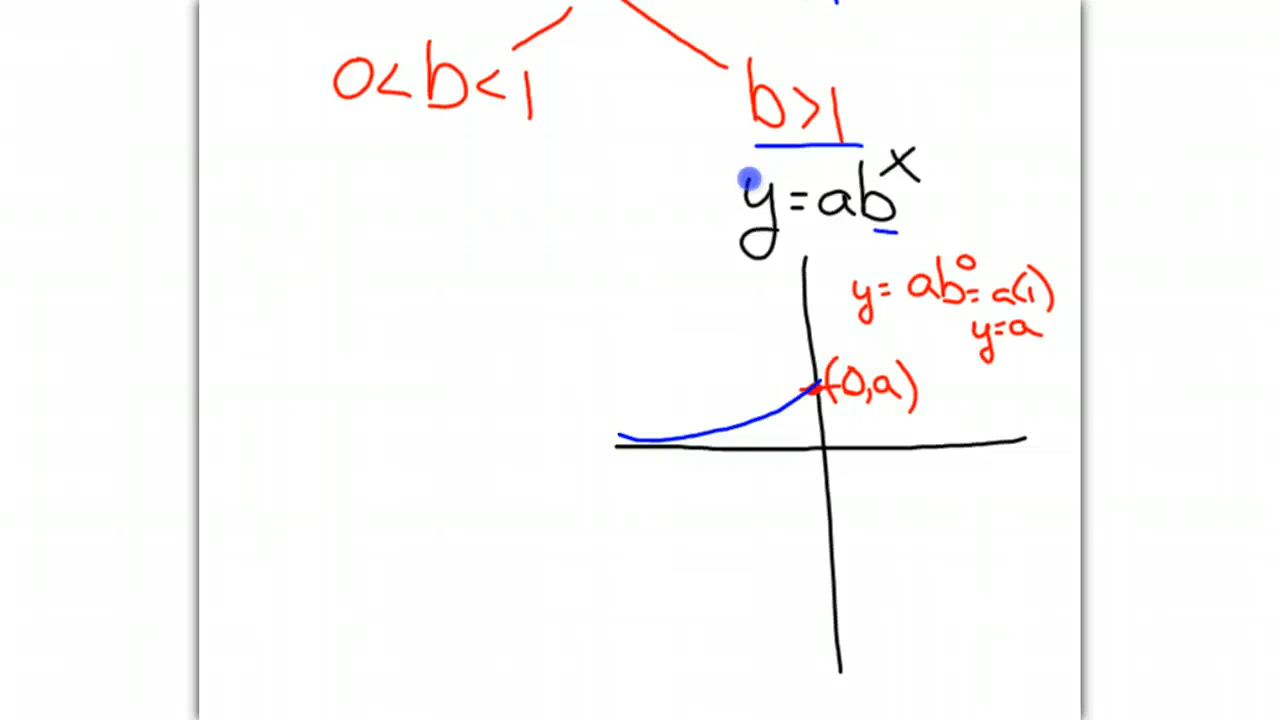 0<b<1
b>1
y=ab^x
y=ab^0=a(1)
y=a
(0,a)